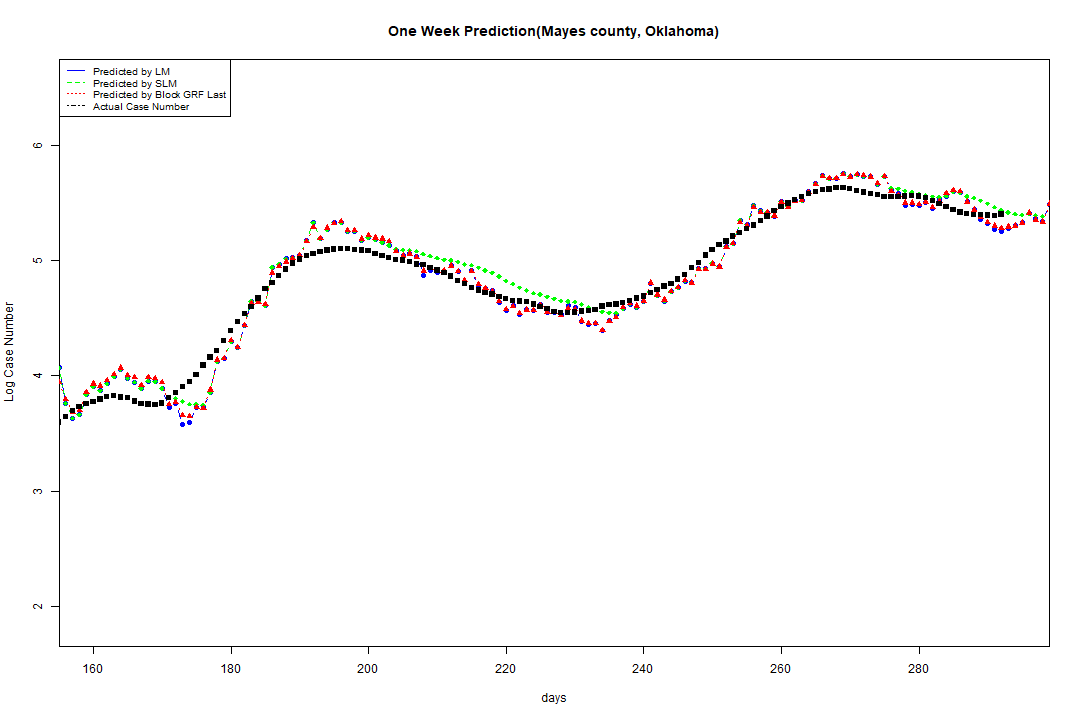 One Week Prediction(Mayes county, Oklahoma)
Predicted by LM
Predicted by SLM
Predicted by Block GRF Last
Actual Case Number
6
5
4
3
2
Log Case Number
160 180 200 220 240 260 280
days